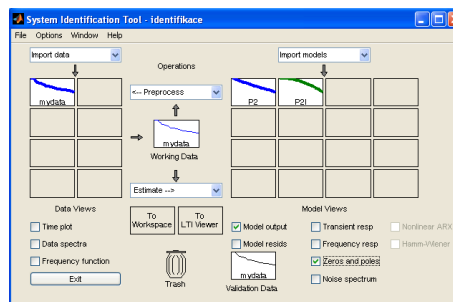 System Identification Tool - identifikace
File Options Window Help
Import data
Operations
Import models
mydata
<-- Preprocess
P2
P2I
mydata
Working Data
Estimate -->
Data Views
To Workspace
To LTI Viewer
Model Views
Time plot
Data spectra
Frequency function
Exit
Trash
Model output
Model resids
mydata
Validation Data
Transient resp
Frequency resp
Zeros and poles
Noise spectrum
Nonlinear ARX
Hamm-Wiener